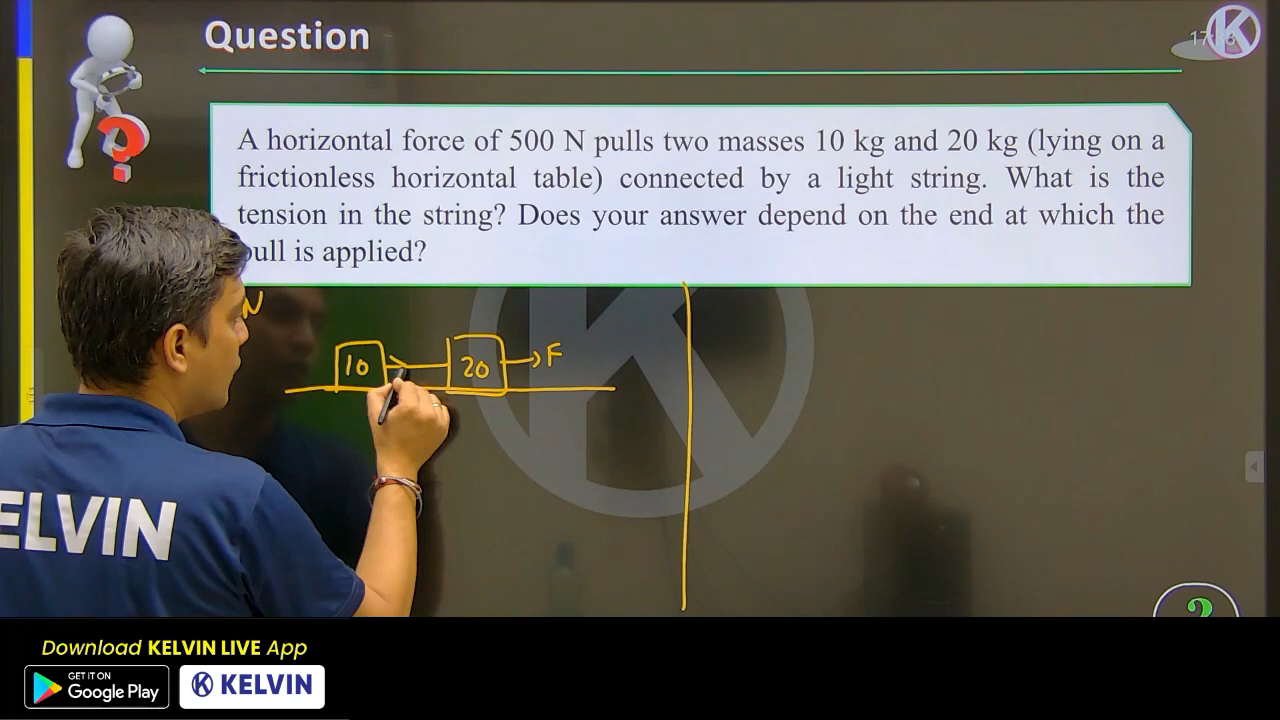 Question
A horizontal force of 500 N pulls two masses 10 kg and 20 kg (lying on a
frictionless horizontal table) connected by a light string. What is the
tension in the string? Does your answer depend on the end at which the
pull is applied?
N
10 20 F
ELVIN
Download KELVIN LIVE App
GET IT ON
Google Play
KELVIN